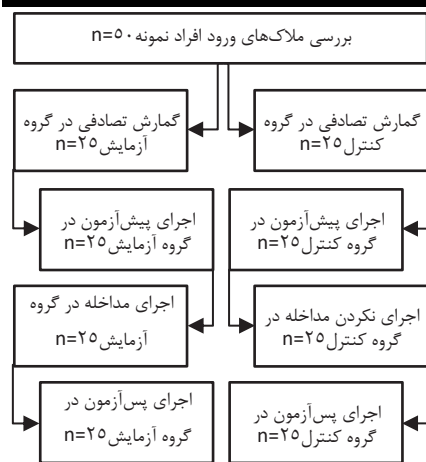 بررسی ملاک‌های ورود افراد نمونه n=۵۰
گمارش تصادفی در گروه
کنترل n=۲۵
گمارش تصادفی در گروه
آزمایش n=۲۵
اجرای پیش‌آزمون در
گروه کنترل n=۲۵
اجرای پیش‌آزمون در
گروه آزمایش n=۲۵
اجرای نکردن مداخله در
گروه کنترل n=۲۵
اجرای مداخله در گروه
آزمایش n=۲۵
اجرای پس‌آزمون در
گروه کنترل n=۲۵
اجرای پس‌آزمون در
گروه آزمایش n=۲۵